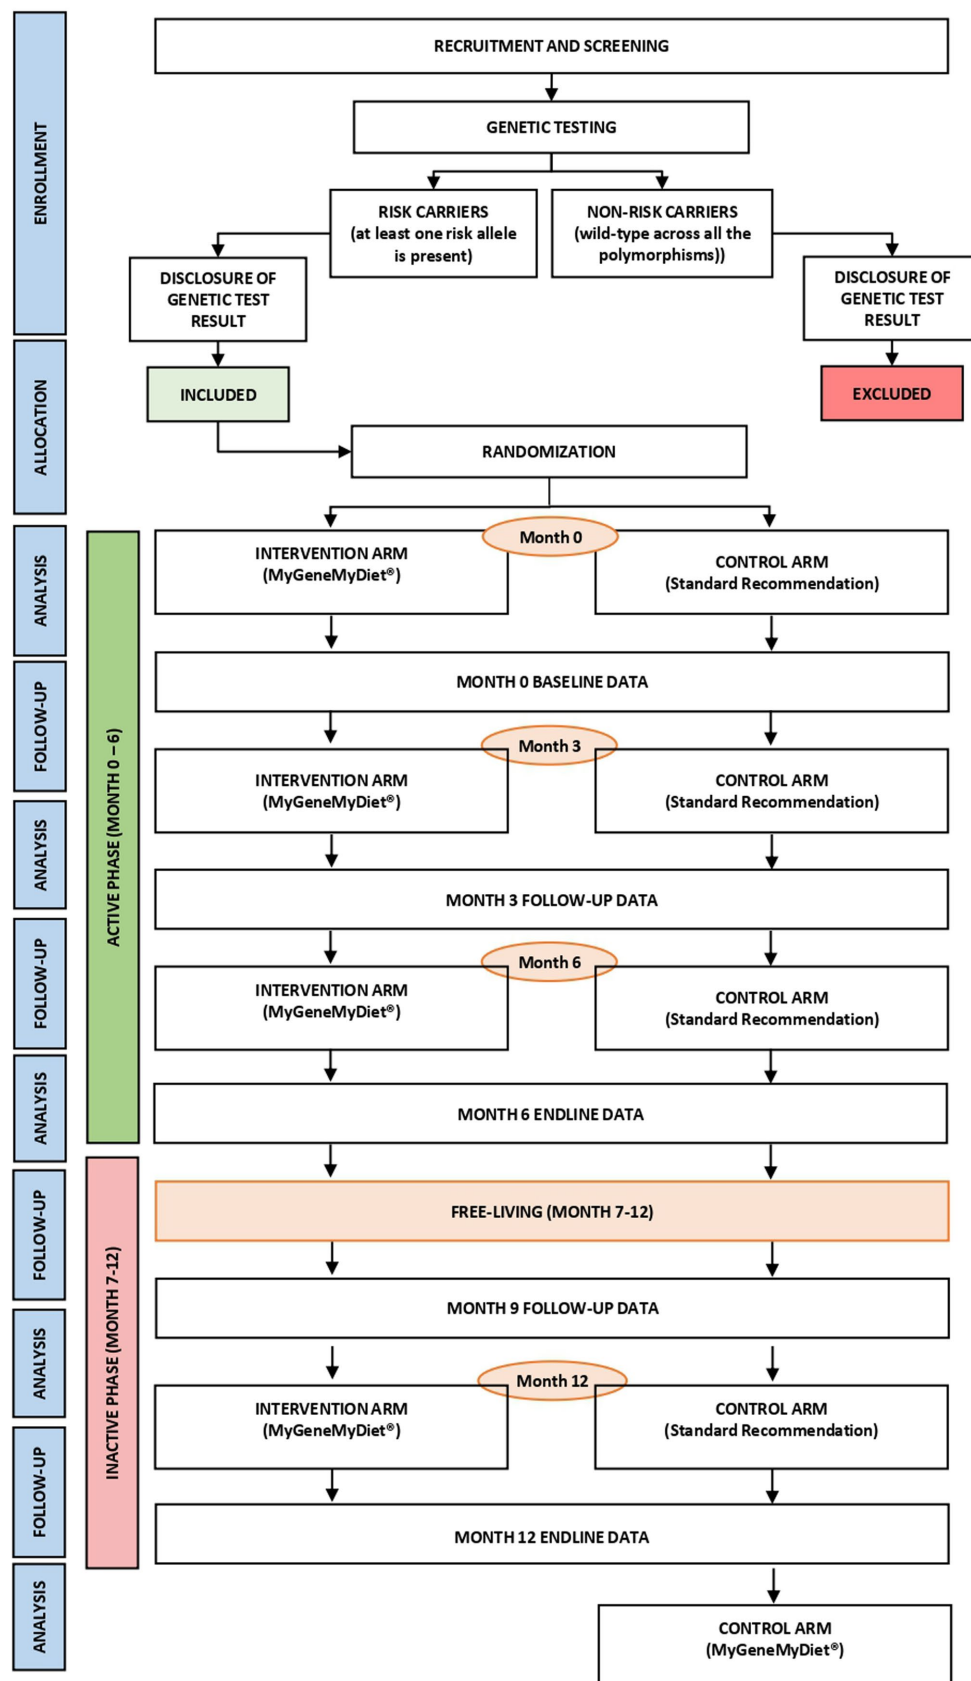 ENROLLMENT
RECRUITMENT AND SCREENING
GENETIC TESTING
RISK CARRIERS
(at least one risk allele
is present)
NON-RISK CARRIERS
(wild-type across all the
polymorphisms))
DISCLOSURE OF
GENETIC TEST
RESULT
DISCLOSURE OF
GENETIC TEST
RESULT
ALLOCATION
INCLUDED
EXCLUDED
RANDOMIZATION
ACTIVE PHASE (MONTH 0 – 6)
ANALYSIS
Month 0
INTERVENTION ARM
(MyGeneMyDiet®)
CONTROL ARM
(Standard Recommendation)
FOLLOW-UP
MONTH 0 BASELINE DATA
Month 3
INTERVENTION ARM
(MyGeneMyDiet®)
CONTROL ARM
(Standard Recommendation)
ANALYSIS
MONTH 3 FOLLOW-UP DATA
FOLLOW-UP
Month 6
INTERVENTION ARM
(MyGeneMyDiet®)
CONTROL ARM
(Standard Recommendation)
ANALYSIS
MONTH 6 ENDLINE DATA
INACTIVE PHASE (MONTH 7-12)
FOLLOW-UP
FREE-LIVING (MONTH 7-12)
MONTH 9 FOLLOW-UP DATA
ANALYSIS
Month 12
INTERVENTION ARM
(MyGeneMyDiet®)
CONTROL ARM
(Standard Recommendation)
FOLLOW-UP
MONTH 12 ENDLINE DATA
ANALYSIS
CONTROL ARM
(MyGeneMyDiet®)